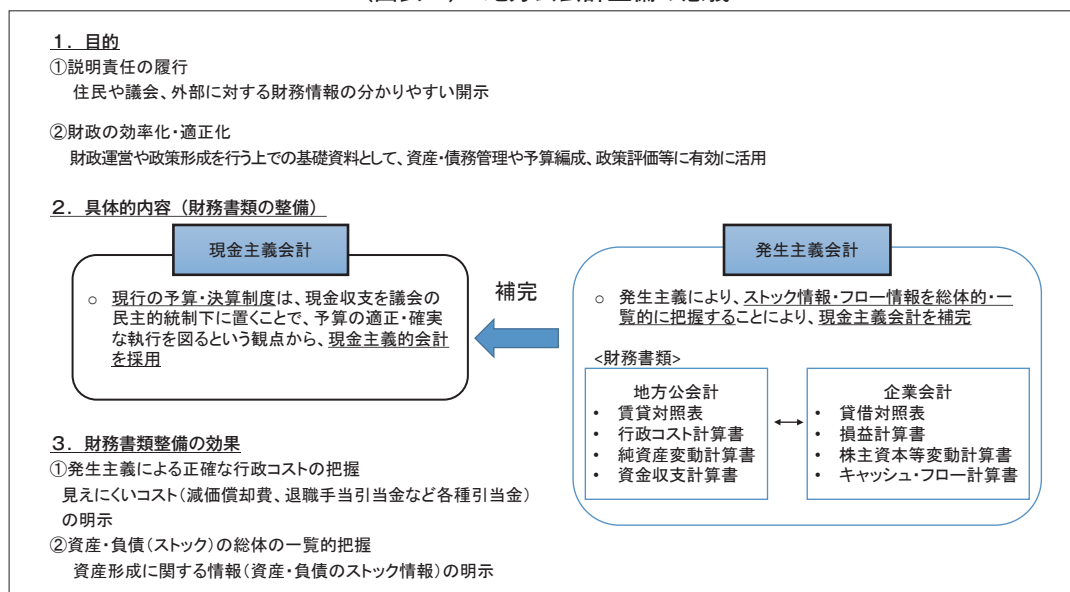 1．目的
①説明責任の履行
住民や議会、外部に対する財務情報の分かりやすい開示
②財政の効率化・適正化
財政運営や政策形成を行う上での基礎資料として、資産・債務管理や予算編成、政策評価等に有効に活用
2．具体的内容（財務書類の整備）
現金主義会計
○ 現行の予算・決算制度は、現金収支を議会の
民主的統制下に置くことで、予算の適正・確実
な執行を図るという観点から、現金主義的会計
を採用
補完
発生主義会計
○ 発生主義により、ストック情報・フロー情報を総体的・一
覧的に把握することにより、現金主義会計を補完
<財務書類>
地方公会計
• 賃貸対照表
• 行政コスト計算書
• 純資産変動計算書
• 資金収支計算書
企業会計
• 貸借対照表
• 損益計算書
• 株主資本等変動計算書
• キャッシュ・フロー計算書
3．財務書類整備の効果
①発生主義による正確な行政コストの把握
見えにくいコスト（減価償却費、退職手当引当金など各種引当金）
の明示
②資産・負債（ストック）の総体の一覧的把握
資産形成に関する情報（資産・負債のストック情報）の明示